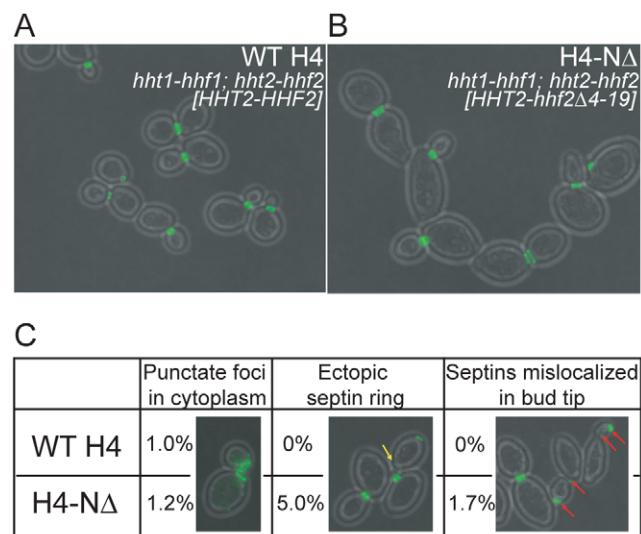 A
WT H4
hht1-hhf1; hht2-hhf2
[HHT2-HHF2]
B
H4-NΔ
hht1-hhf1; hht2-hhf2
[HHT2-hhf2Δ4-19]
C
Punctate foci
in cytoplasm
Ectopic
septin ring
Septins mislocalized
in bud tip
WT H4
1.0%
0%
0%
H4-NΔ
1.2%
5.0%
1.7%